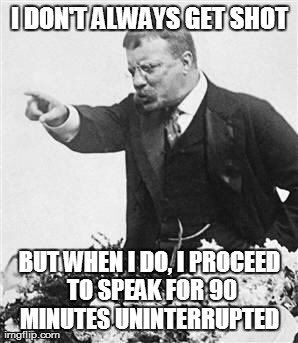 I DON'T ALWAYS GET SHOT
BUT WHEN I DO, I PROCEED
TO SPEAK FOR 90
MINUTES UNINTERRUPTED
imgflip.com